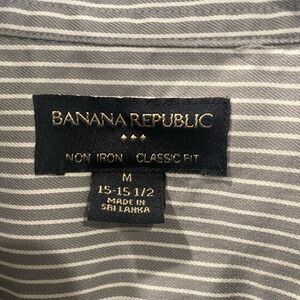 BANANA REPUBLIC
NON IRON CLASSIC FIT
M
15-15 1/2
MADE IN
SRI LANKA